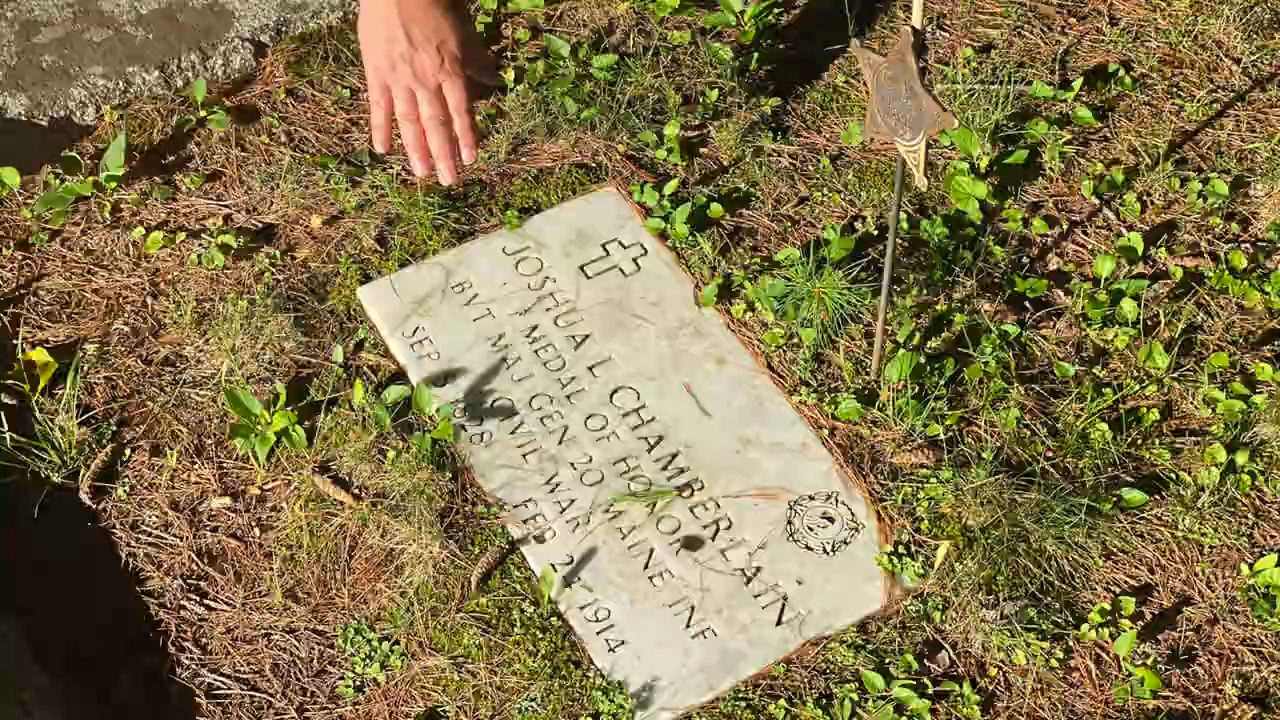 JOSHUA L CHAMBERLAIN
MEDAL OF HONOR
BVT MAJ GEN 20 MAINE INF
CIVIL WAR
SEP 8 1828 FEB 24 1914